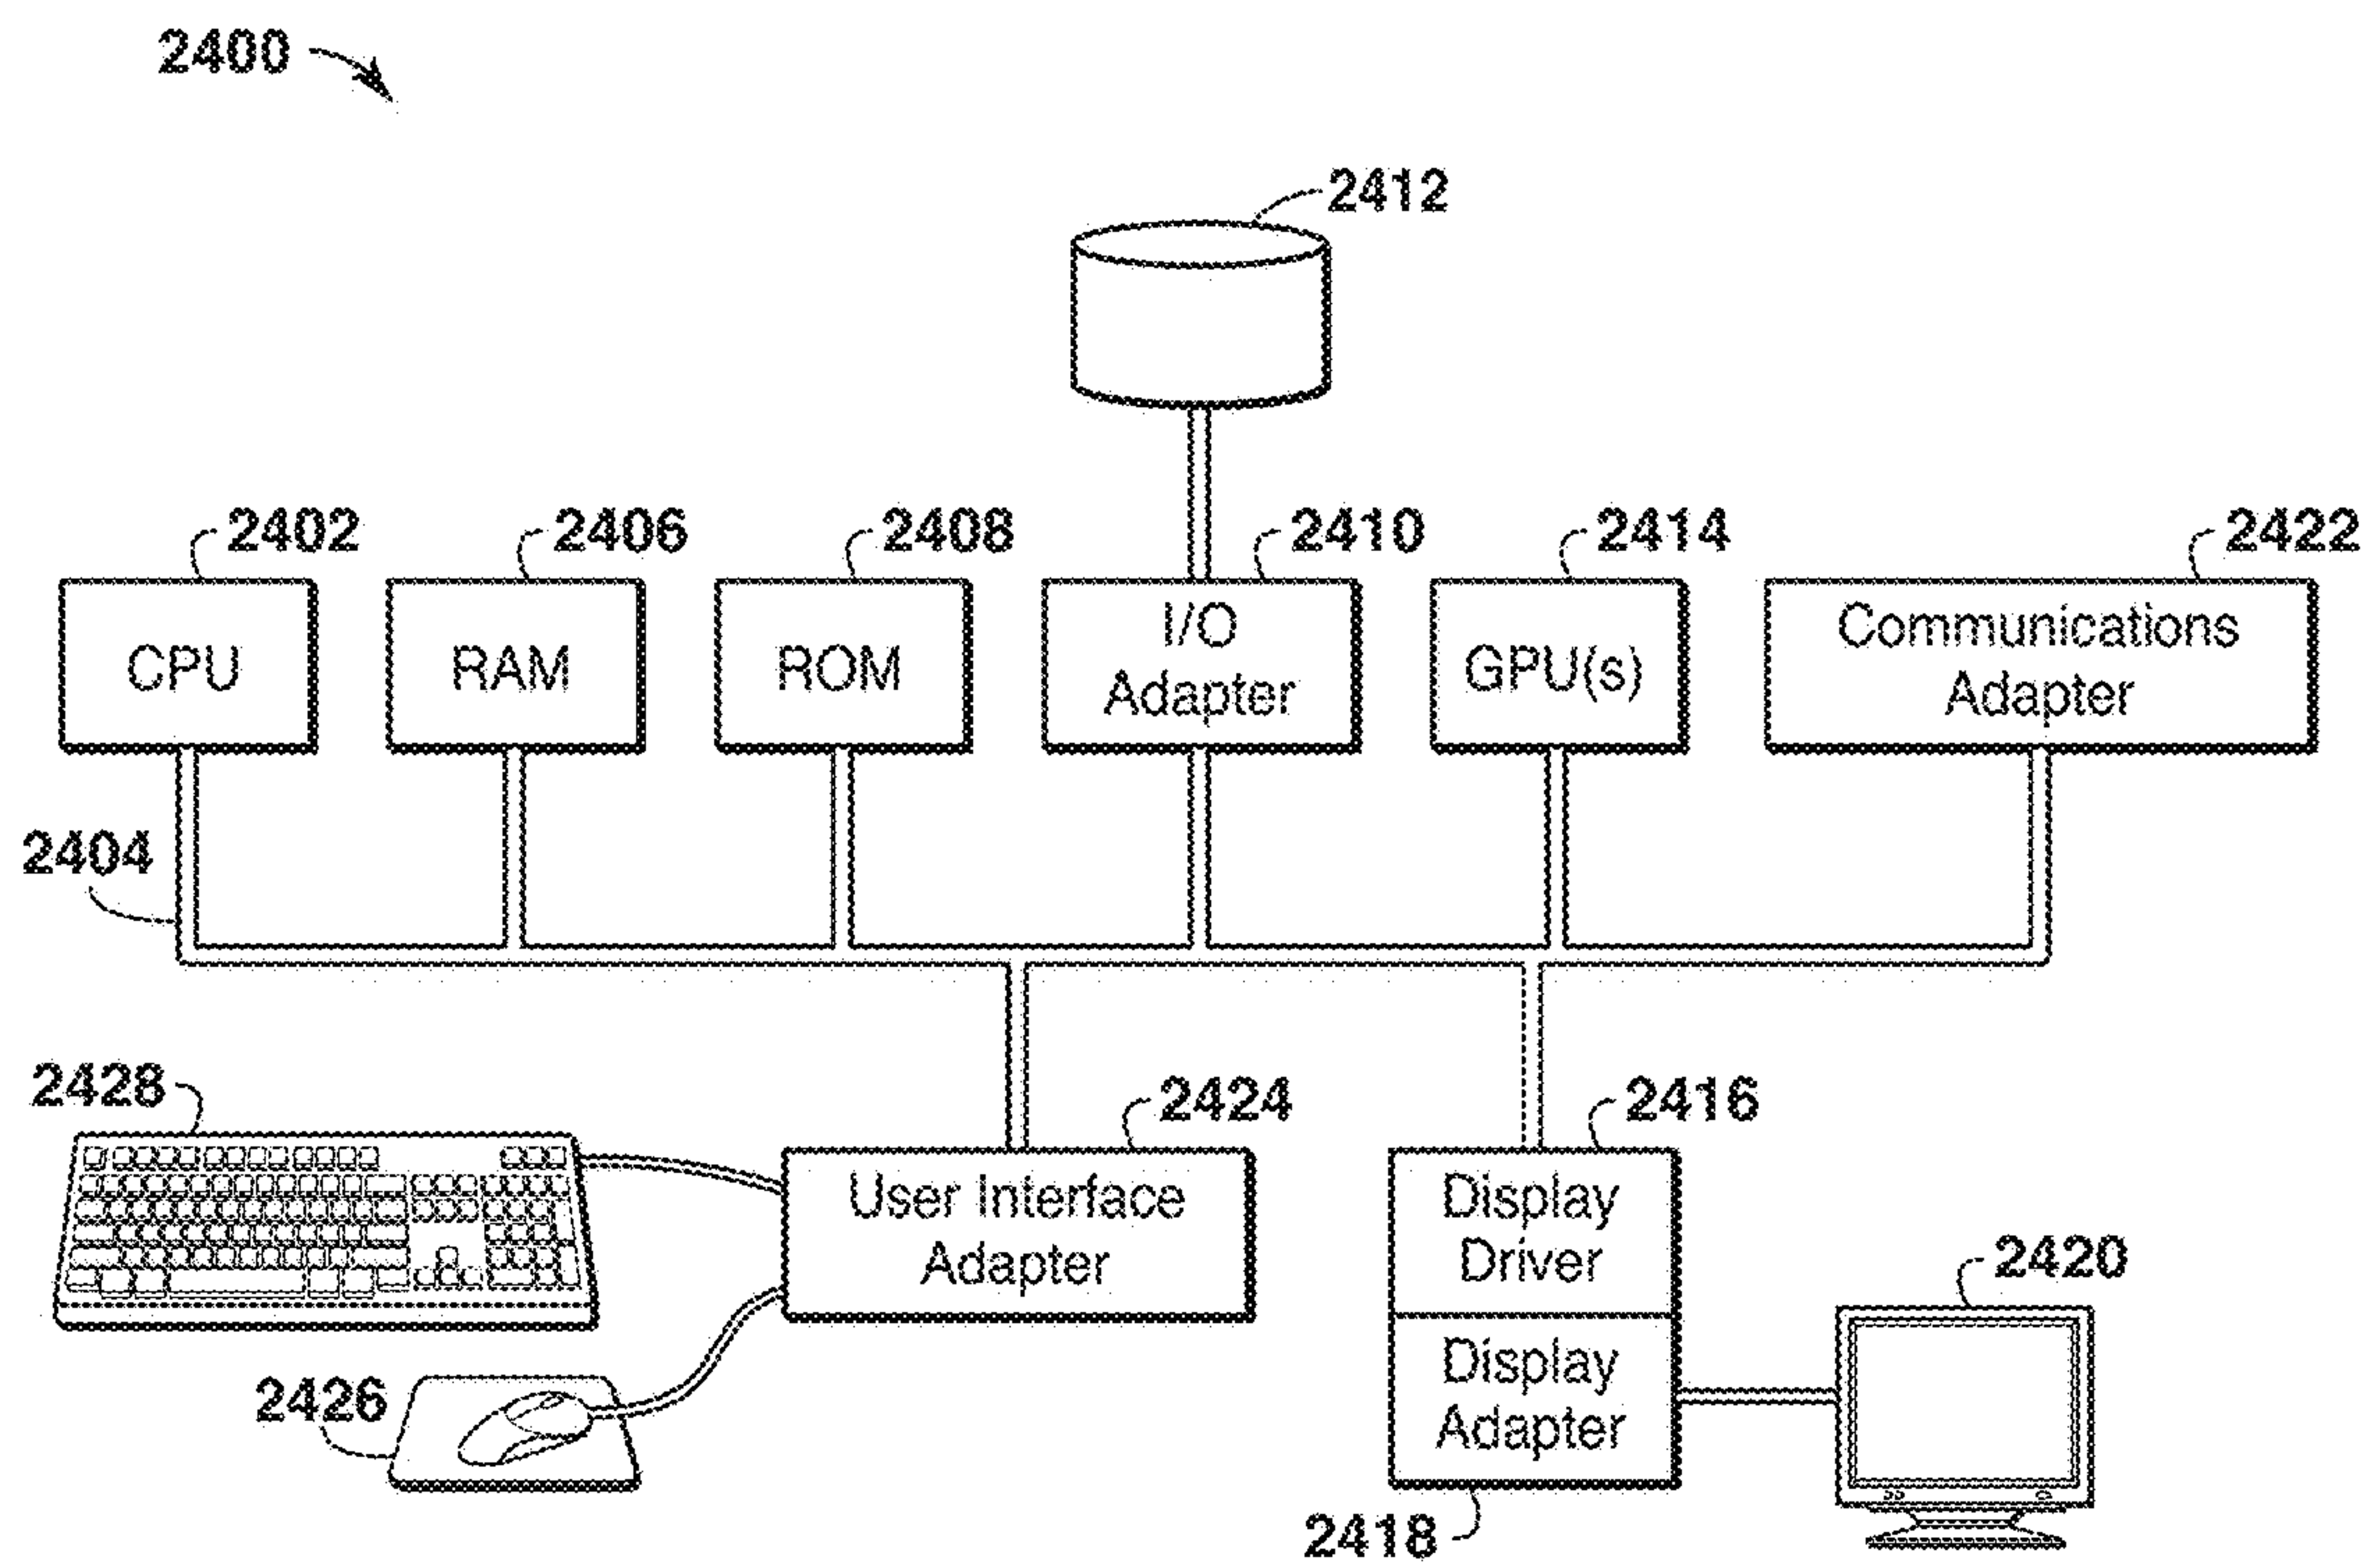 2400
2412
2402
2406
2408
2410
2414
2422
CPU
RAM
ROM
I/O
Adapter
GPU(s)
Communications
Adapter
2404
2428
2424
2416
User Interface
Adapter
Display
Driver
2420
Display
Adapter
2426
2418